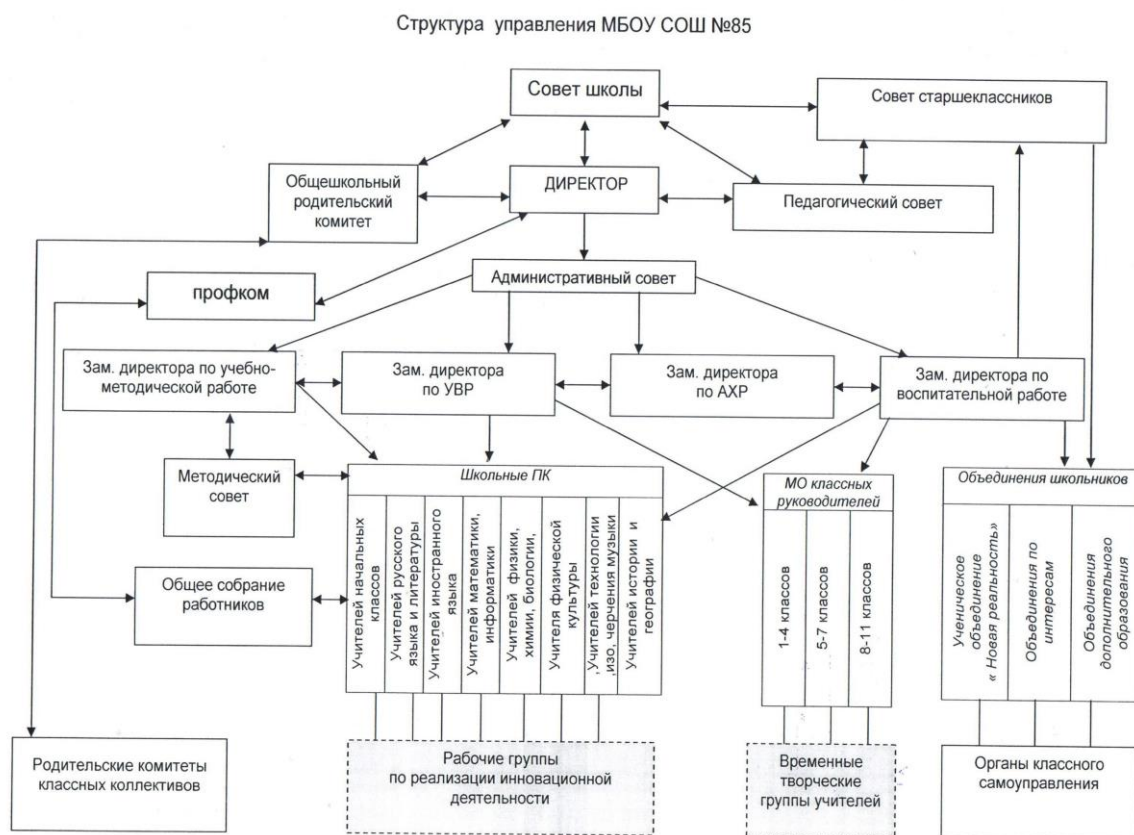 Структура управления МБОУ СОШ №85
Совет школы
Совет старшеклассников
Общешкольный
родительский
комитет
ДИРЕКТОР
Педагогический совет
Административный совет
профком
Зам. директора по учебно-
методической работе
Зам. директора
по УВР
Зам. директора
по АХР
Зам. директора по
воспитательной работе
Методический
совет
Школьные ПК
МО классных
руководителей
Объединения школьников
Общее собрание
работников
Учителей начальных
классов
Учителей русского
языка и литературы
Учителей иностранного
языка
Учителей математики,
информатики
Учителей физики,
химии, биологии,
Учителя физической
культуры
,Учителей технологии
,изо, черчения музыки
Учителей истории и
географии
1-4 классов
5-7 классов
8-11 классов
Ученическое
объединение
« Новая реальность»
Объединения по
интересам
Объединения
дополнительного
образования
Родительские комитеты
классных коллективов
Рабочие группы
по реализации инновационной
деятельности
Временные
творческие
группы учителей
Органы классного
самоуправления